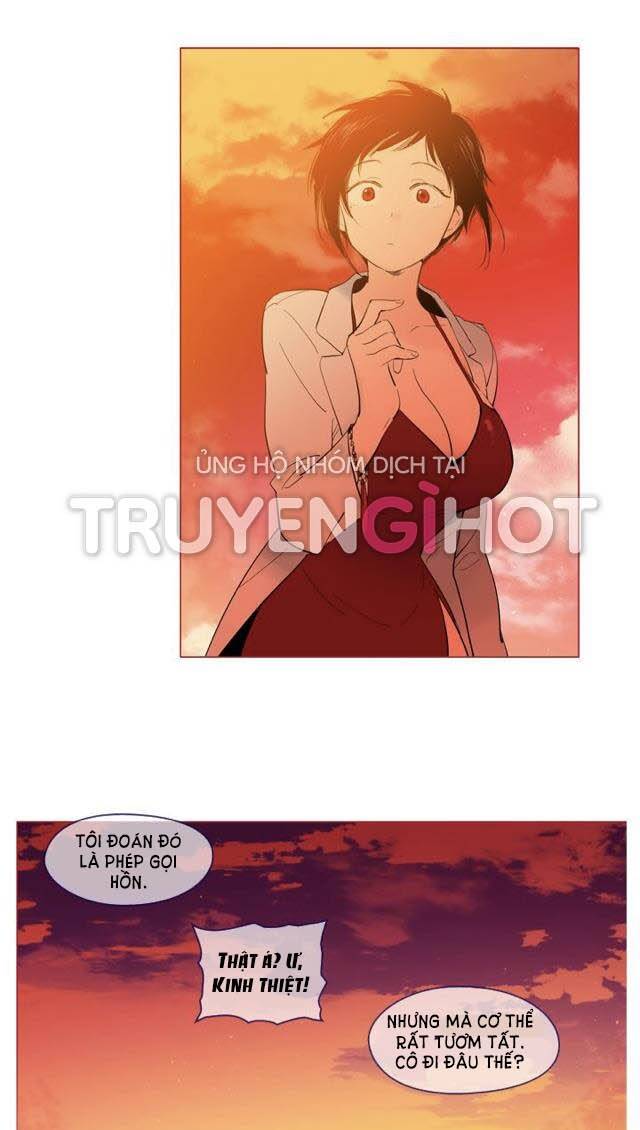 ỦNG HỘ NHÓM DỊCH TẠI
TRUYENGÌHOT
TÔI ĐOÁN ĐÓ
LÀ PHÉP GỌI
HỒN.
THẬT Á? Ư,
KINH THIỆT!
NHƯNG MÀ CƠ THỂ
RẤT TƯƠM TẤT.
CÔ ĐI ĐÂU THẾ?